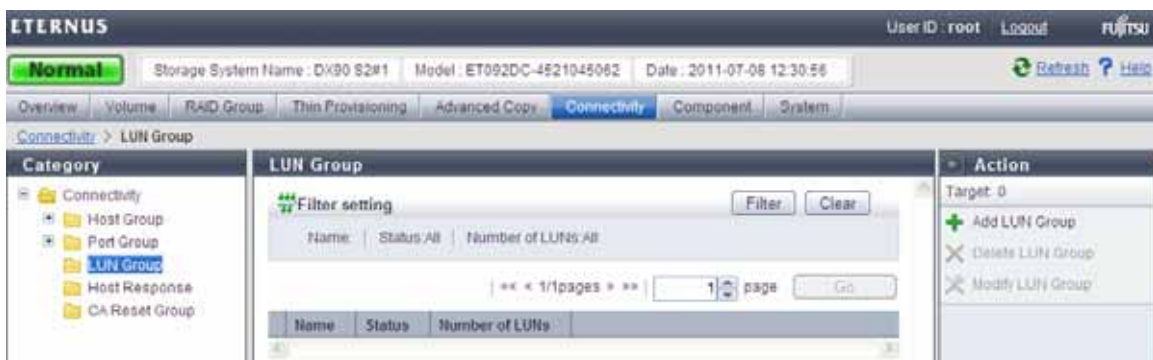 ETERNUS
User ID : root Logout FUJITSU
Normal Storage System Name : DX90 S2#1 Model : ET092DC-4521045062 Date : 2011-07-08 12:30:56 Refresh ? Help
Overview Volume RAID Group Thin Provisioning Advanced Copy Connectivity Component System
Connectivity > LUN Group
Category
Connectivity
Host Group
Port Group
LUN Group
Host Response
CA Reset Group
LUN Group
Filter setting Filter Clear
Name: | Status:All | Number of LUNs:All
| << < 1/1pages > >> | 1 page Go
Name Status Number of LUNs
Action
Target: 0
Add LUN Group
Delete LUN Group
Modify LUN Group